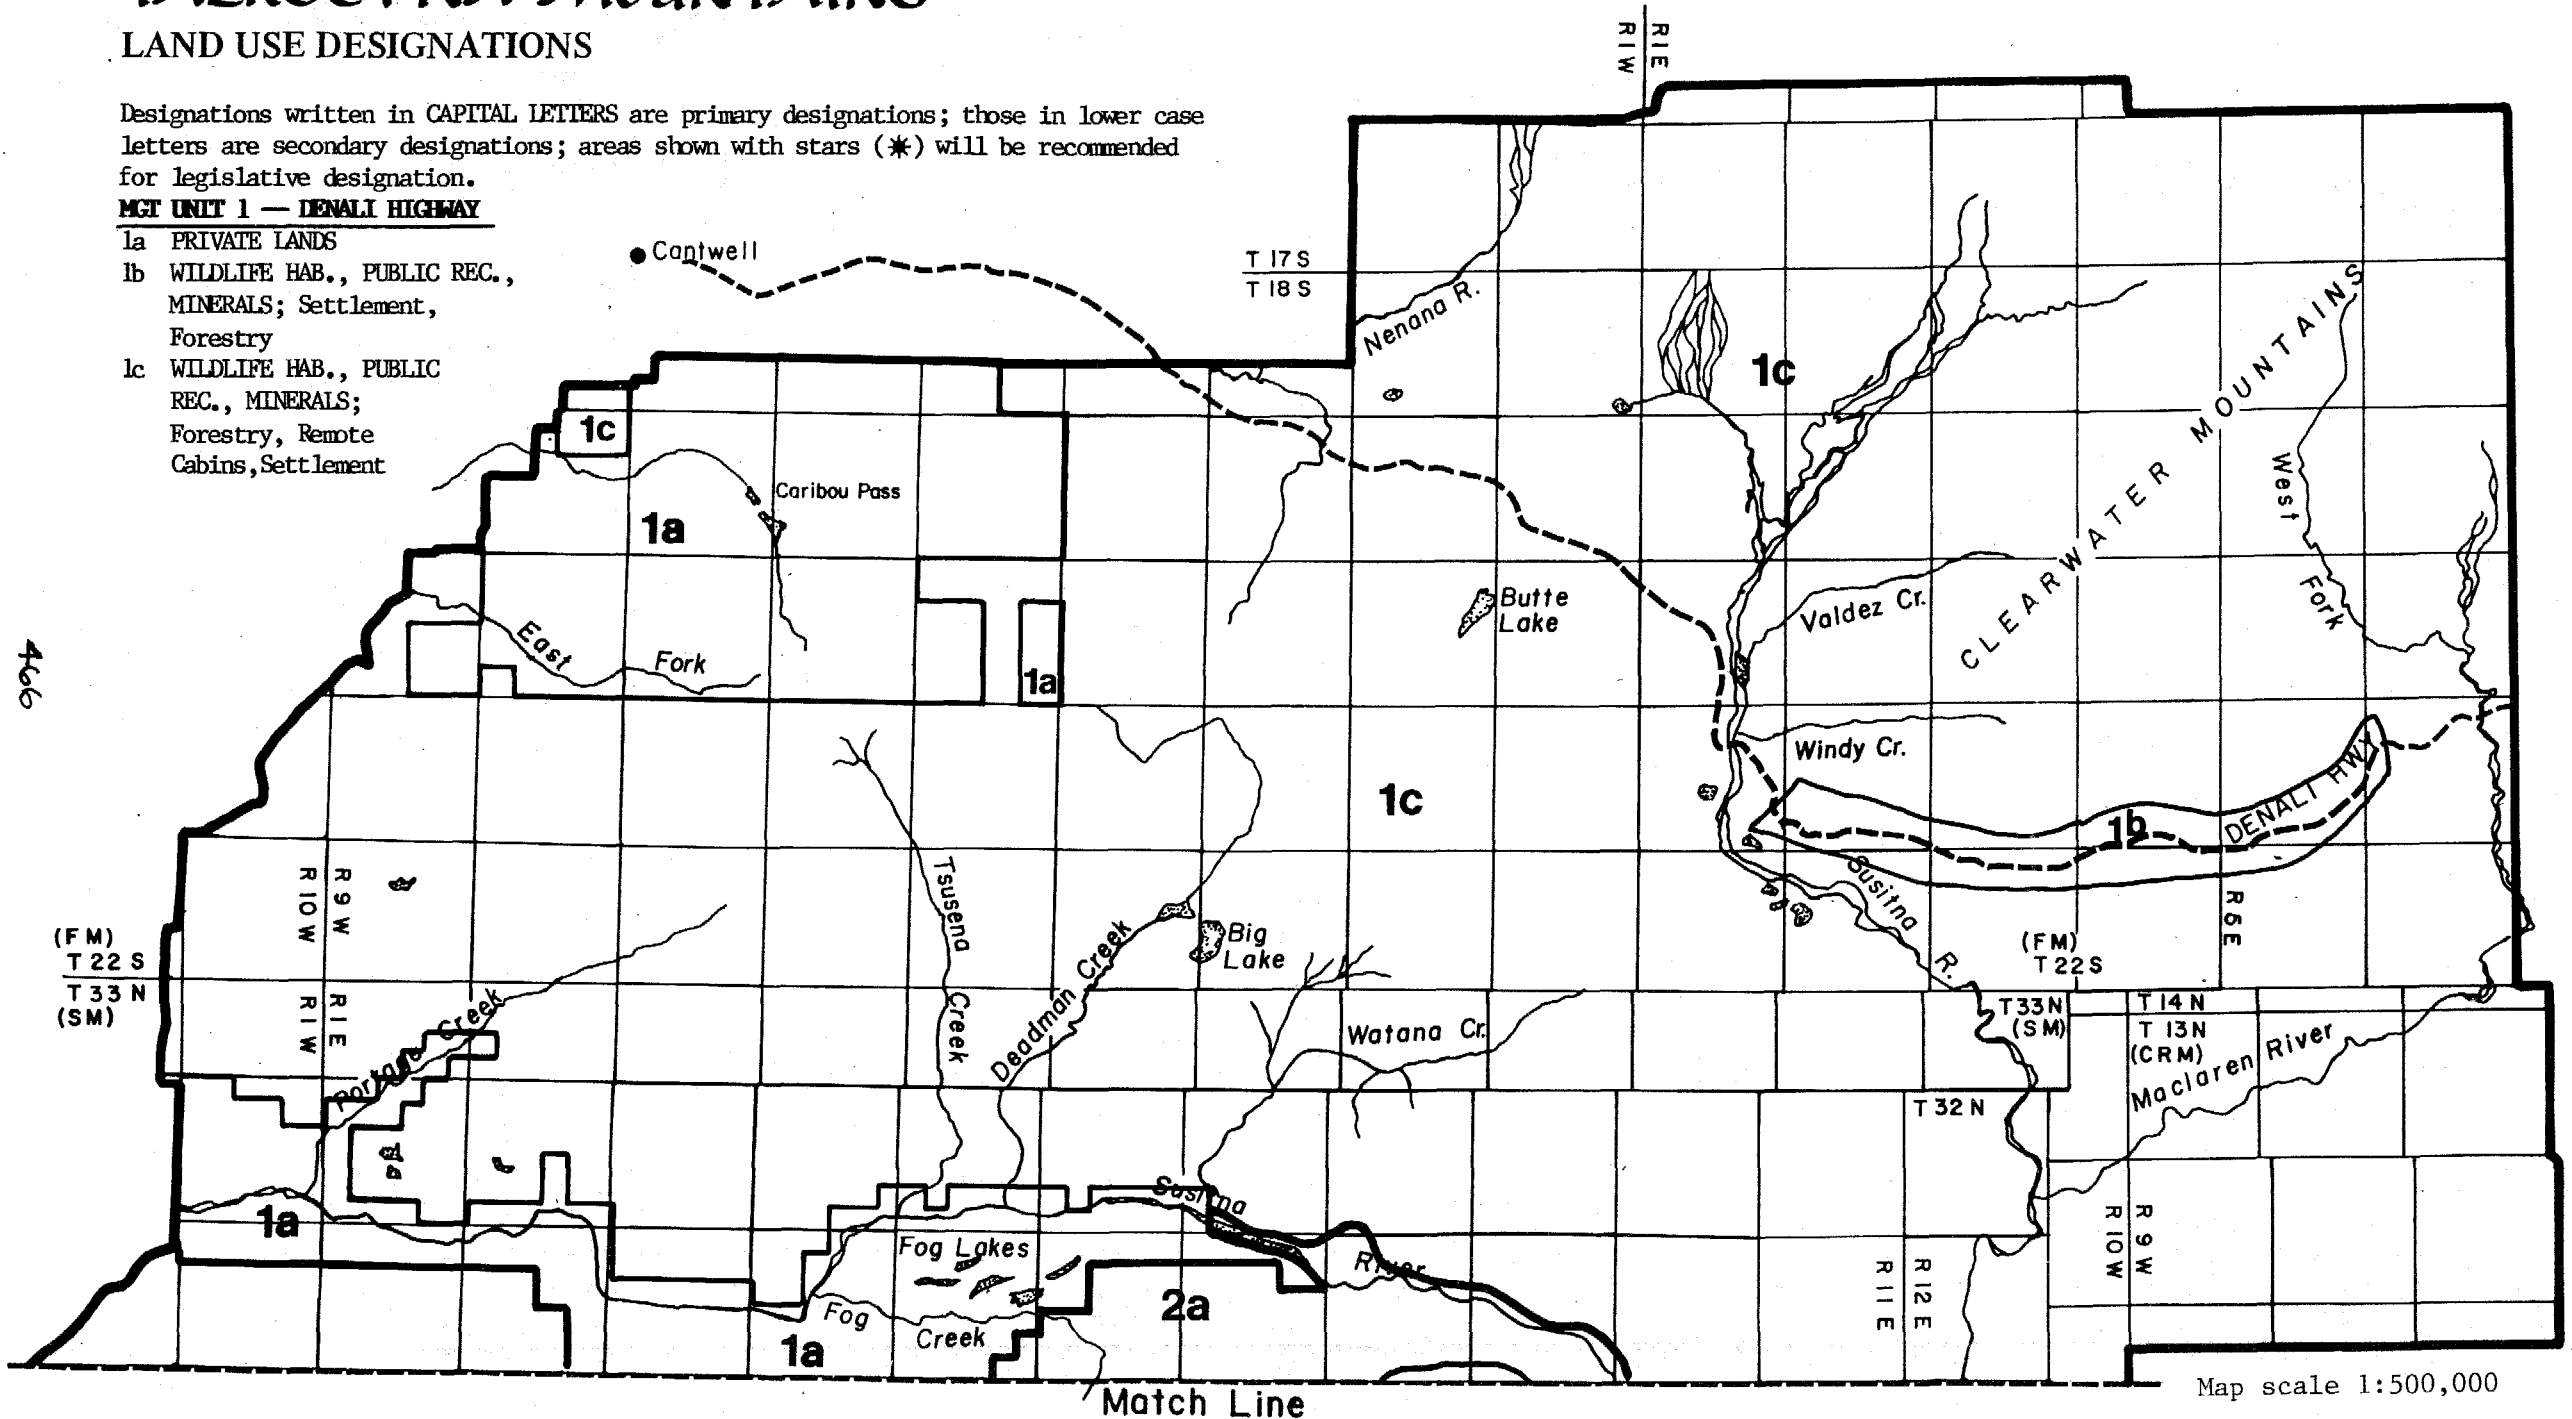 LAND USE DESIGNATIONS
Designations written in CAPITAL LETTERS are primary designations; those in lower case
letters are secondary designations; areas shown with stars (✷) will be recommended
for legislative designation.
MGT UNIT 1 — DENALI HIGHWAY
1a PRIVATE LANDS
1b WILDLIFE HAB., PUBLIC REC.,
MINERALS; Settlement,
Forestry
1c WILDLIFE HAB., PUBLIC
REC., MINERALS;
Forestry, Remote
Cabins, Settlement
R1W
R1E
Cantwell
T 17 S
T 18 S
Nenana R.
1c
1c
CLEARWATER MOUNTAINS
West Fork
Caribou Pass
1a
Butte
Lake
Valdez Cr.
East Fork
1a
Windy Cr.
1c
1b
DENALI HWY
466
R10W
R9W
Tsusena Creek
Deadman Creek
Big
Lake
Susitna R.
R5E
(FM)
T 22 S
T 33 N
(SM)
R1W
R1E
(FM)
T 22 S
Portage Creek
Watana Cr.
T 33 N
(SM)
T 14 N
T 13 N
(CRM)
Maclaren River
T 32 N
1a
Susitna River
Fog Lakes
Fog Creek
2a
1a
R11E
R12E
R10W
R9W
Match Line
Map scale 1:500,000